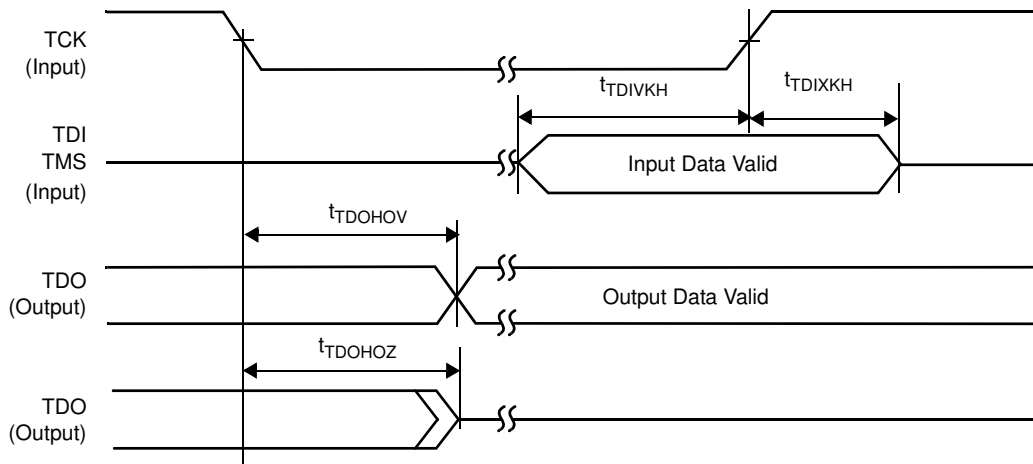 TCK
(Input)
tTDIVKH
tTDIXKH
TDI
TMS
(Input)
Input Data Valid
tTDOHOV
TDO
(Output)
Output Data Valid
tTDOHOZ
TDO
(Output)